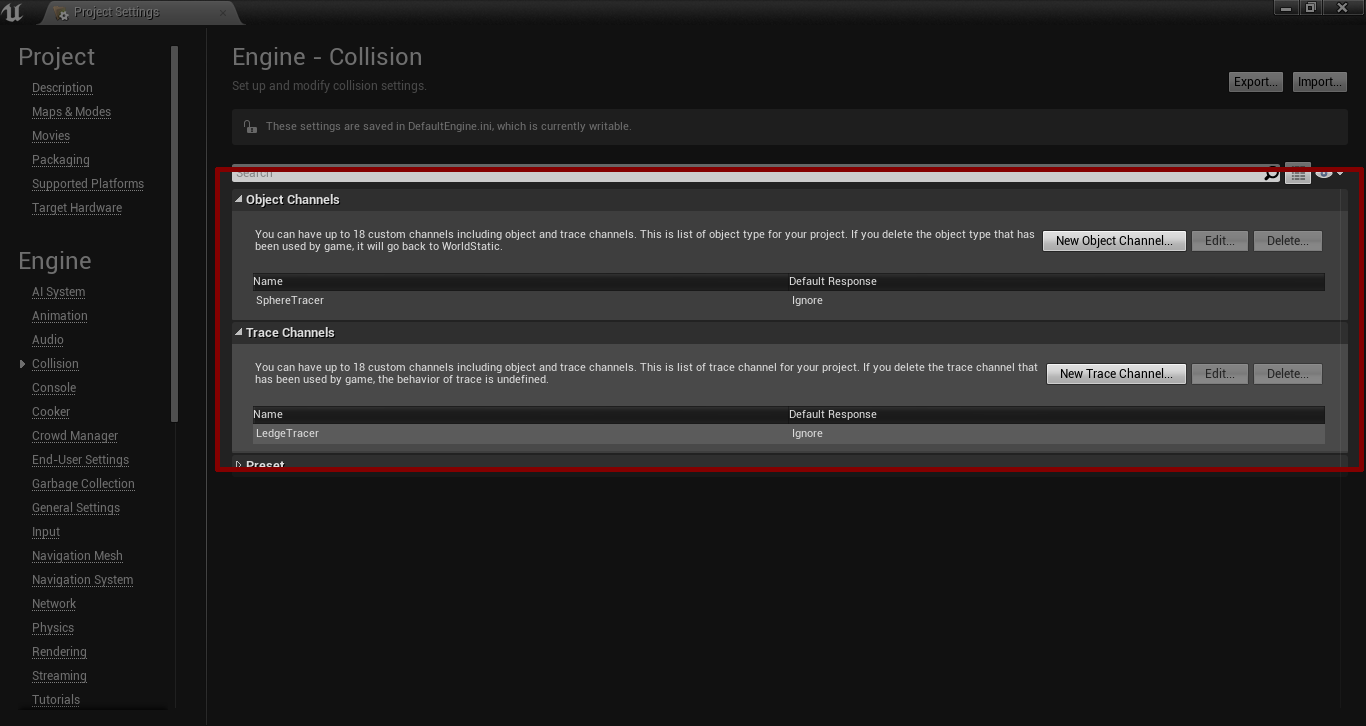 Project Settings
Project
Description
Maps & Modes
Movies
Packaging
Supported Platforms
Target Hardware
Engine
AI System
Animation
Audio
Collision
Console
Cooker
Crowd Manager
End-User Settings
Garbage Collection
General Settings
Input
Navigation Mesh
Navigation System
Network
Physics
Rendering
Streaming
Tutorials
Engine - Collision
Set up and modify collision settings.
Export...
Import...
These settings are saved in DefaultEngine.ini, which is currently writable.
Search
Object Channels
You can have up to 18 custom channels including object and trace channels. This is list of object type for your project. If you delete the object type that has
been used by game, it will go back to WorldStatic.
New Object Channel...
Edit...
Delete...
Name Default Response
SphereTracer Ignore
Trace Channels
You can have up to 18 custom channels including object and trace channels. This is list of trace channel for your project. If you delete the trace channel that
has been used by game, the behavior of trace is undefined.
New Trace Channel...
Edit...
Delete...
Name Default Response
LedgeTracer Ignore
Preset